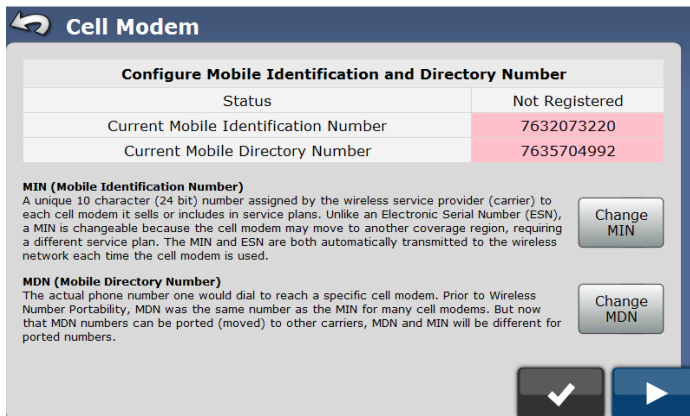 Cell Modem
Configure Mobile Identification and Directory Number
Status Not Registered
Current Mobile Identification Number 7632073220
Current Mobile Directory Number 7635704992
MIN (Mobile Identification Number)
A unique 10 character (24 bit) number assigned by the wireless service provider (carrier) to
each cell modem it sells or includes in service plans. Unlike an Electronic Serial Number (ESN),
a MIN is changeable because the cell modem may move to another coverage region, requiring
a different service plan. The MIN and ESN are both automatically transmitted to the wireless
network each time the cell modem is used.
Change
MIN
MDN (Mobile Directory Number)
The actual phone number one would dial to reach a specific cell modem. Prior to Wireless
Number Portability, MDN was the same number as the MIN for many cell modems. But now
that MDN numbers can be ported (moved) to other carriers, MDN and MIN will be different for
ported numbers.
Change
MDN